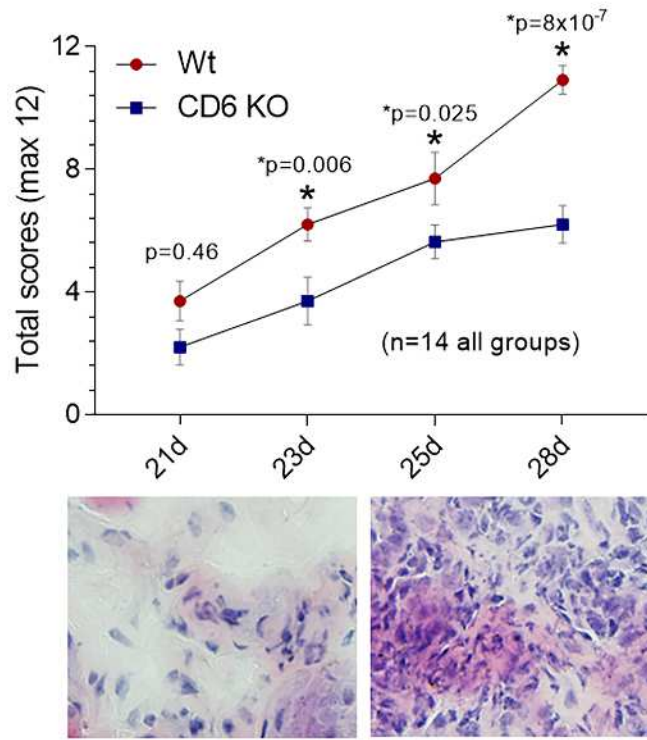 *p=8x10⁻⁷
12
Wt
CD6 KO
*p=0.025
*
*
8
*p=0.006
*
p=0.46
4
(n=14 all groups)
0
Total scores (max 12)
21d
23d
25d
28d